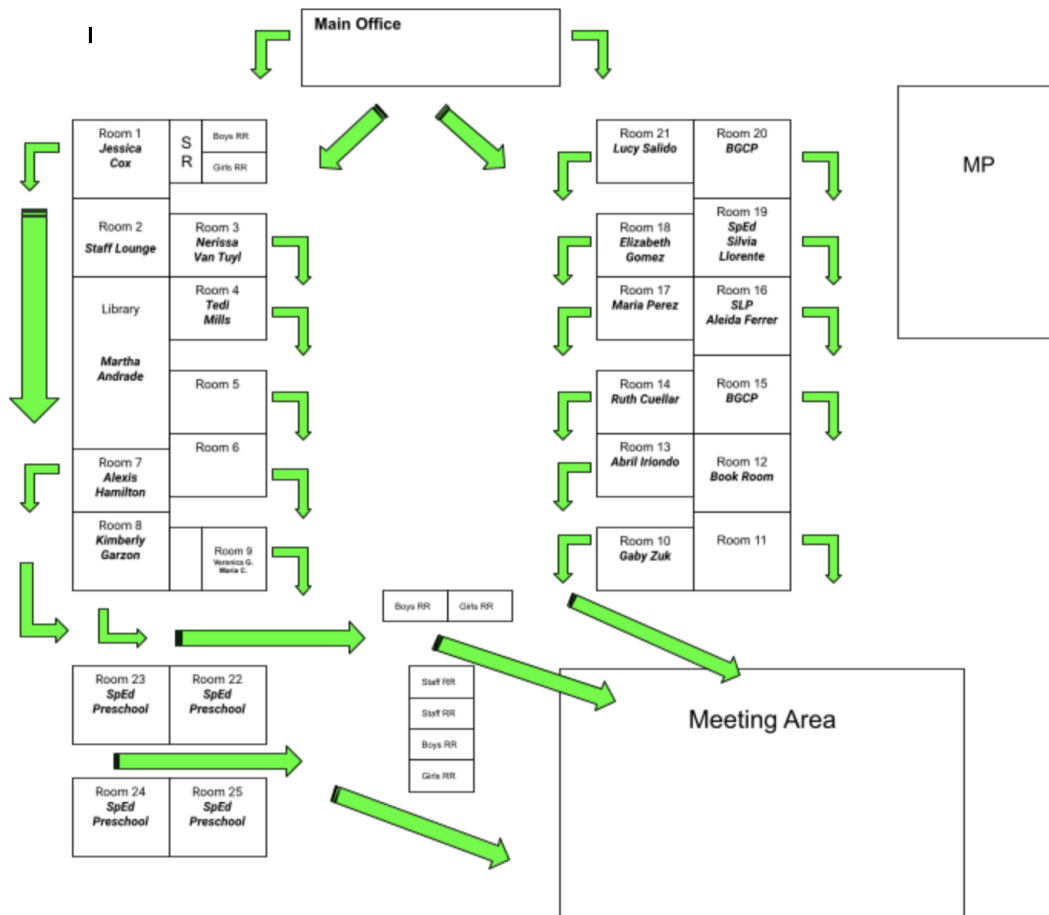 I
Main Office
Room 1
Jessica
Cox
S
R
Boys RR
Girls RR
Room 21
Lucy Salido
Room 20
BGCP
MP
Room 2
Staff Lounge
Room 3
Nerissa
Van Tuyl
Room 18
Elizabeth
Gomez
Room 19
SpEd
Silvia
Llorente
Library
Martha
Andrade
Room 4
Tedi
Mills
Room 17
Maria Perez
Room 16
SLP
Aleida Ferrer
Room 5
Room 14
Ruth Cuellar
Room 15
BGCP
Room 6
Room 13
Abril Iriondo
Room 12
Book Room
Room 7
Alexis
Hamilton
Room 8
Kimberly
Garzon
Room 9
Veronica G.
Maria C.
Room 10
Gaby Zuk
Room 11
Boys RR
Girls RR
Room 23
SpEd
Preschool
Room 22
SpEd
Preschool
Staff RR
Staff RR
Boys RR
Girls RR
Meeting Area
Room 24
SpEd
Preschool
Room 25
SpEd
Preschool